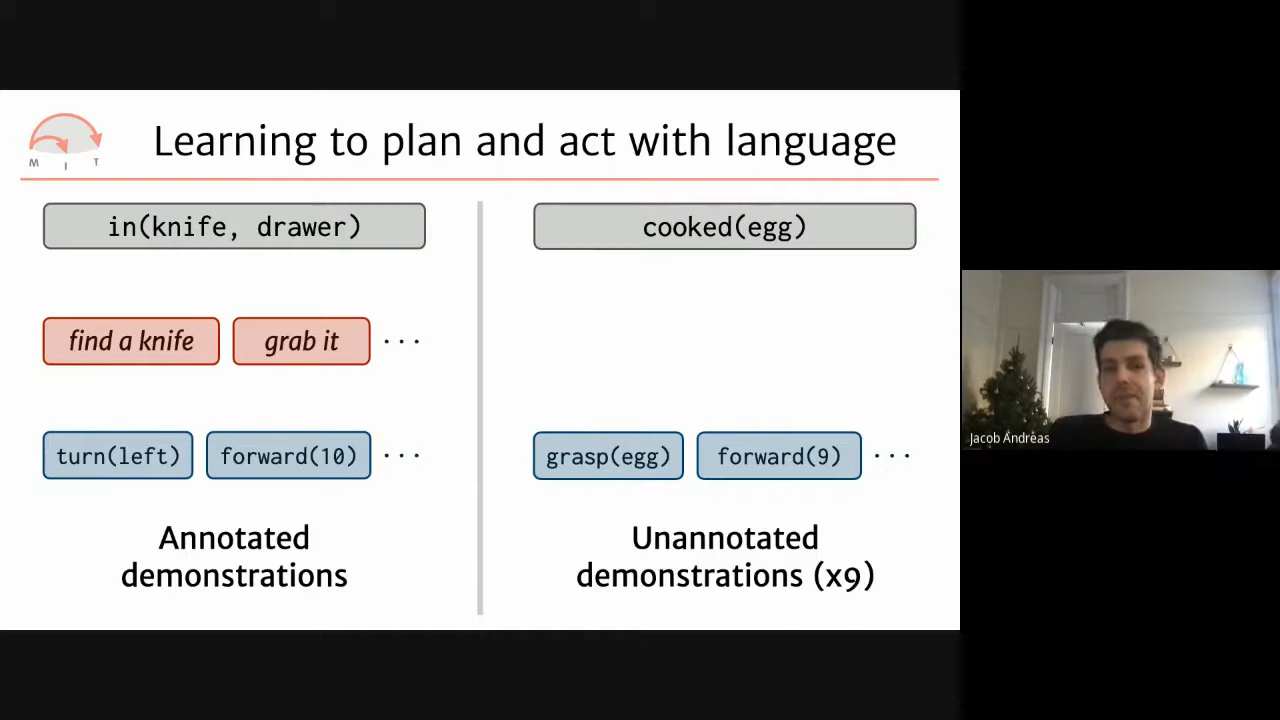 M I T
Learning to plan and act with language
in(knife, drawer)
find a knife
grab it
...
turn(left)
forward(10)
...
Annotated
demonstrations
cooked(egg)
grasp(egg)
forward(9)
...
Unannotated
demonstrations (x9)
Jacob Andreas